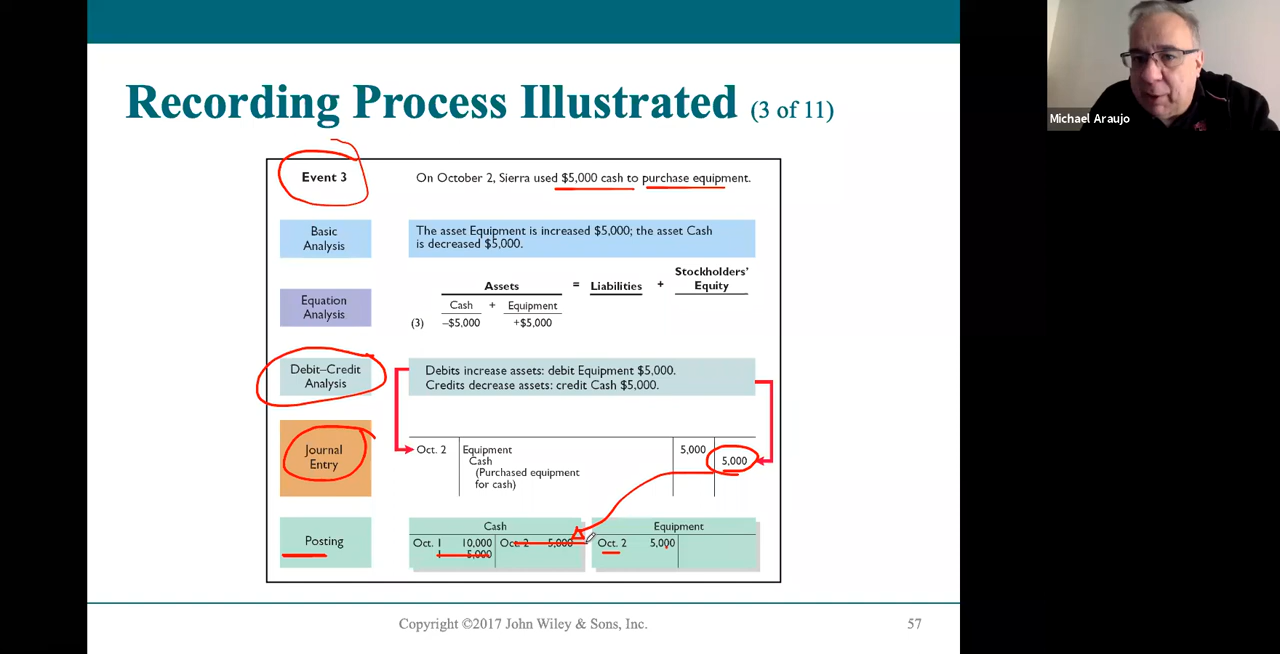 Recording Process Illustrated (3 of 11)
Michael Araujo
Event 3
On October 2, Sierra used $5,000 cash to purchase equipment.
Basic
Analysis
The asset Equipment is increased $5,000; the asset Cash
is decreased $5,000.
Equation
Analysis
Assets = Liabilities + Stockholders'
Equity
Cash + Equipment
(3) –$5,000 +$5,000
Debit–Credit
Analysis
Debits increase assets: debit Equipment $5,000.
Credits decrease assets: credit Cash $5,000.
Journal
Entry
Oct. 2 Equipment 5,000
Cash 5,000
(Purchased equipment
for cash)
Posting
Cash
Oct. 1 10,000 Oct. 2 5,000
1 5,000
Equipment
Oct. 2 5,000
Copyright ©2017 John Wiley & Sons, Inc.
57